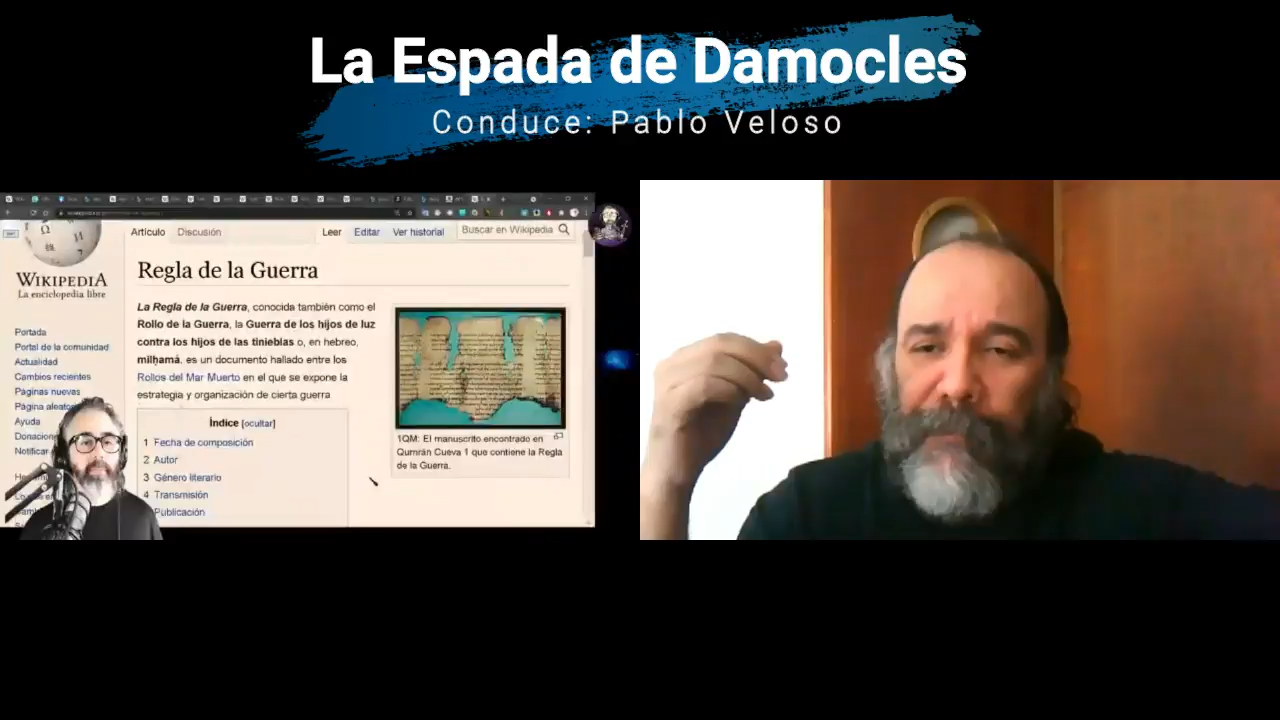 La Espada de Damocles
Conduce: Pablo Veloso
Artículo
Discusión
Leer
Editar
Ver historial
Buscar en Wikipedia
WIKIPEDIA
La enciclopedia libre
Portada
Portal de la comunidad
Actualidad
Cambios recientes
Páginas nuevas
Página
Ayuda
Notificar
Regla de la Guerra
La Regla de la Guerra, conocida también como el
Rollo de la Guerra, la Guerra de los hijos de luz
contra los hijos de las tinieblas o, en hebreo,
milḥamá, es un documento hallado entre los
Rollos del Mar Muerto en el que se expone la
estrategia y organización de cierta guerra
Índice [ocultar]
1 Fecha de composición
2 Autor
3 Género literario
4 Transmisión
Publicación
1QM: El manuscrito encontrado en
Qumrán Cueva 1 que contiene la Regla
de la Guerra.